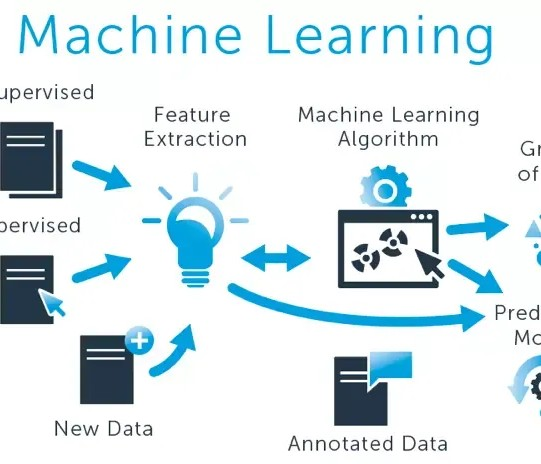 Machine Learning
upervised
Feature
Extraction
Machine Learning
Algorithm
Gr
of
pervised
Pred
Mo
New Data
Annotated Data